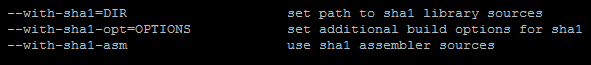 --with-sha1=DIR                    set path to sha1 library sources
--with-sha1-opt=OPTIONS            set additional build options for sha1
--with-sha1-asm                    use sha1 assembler sources